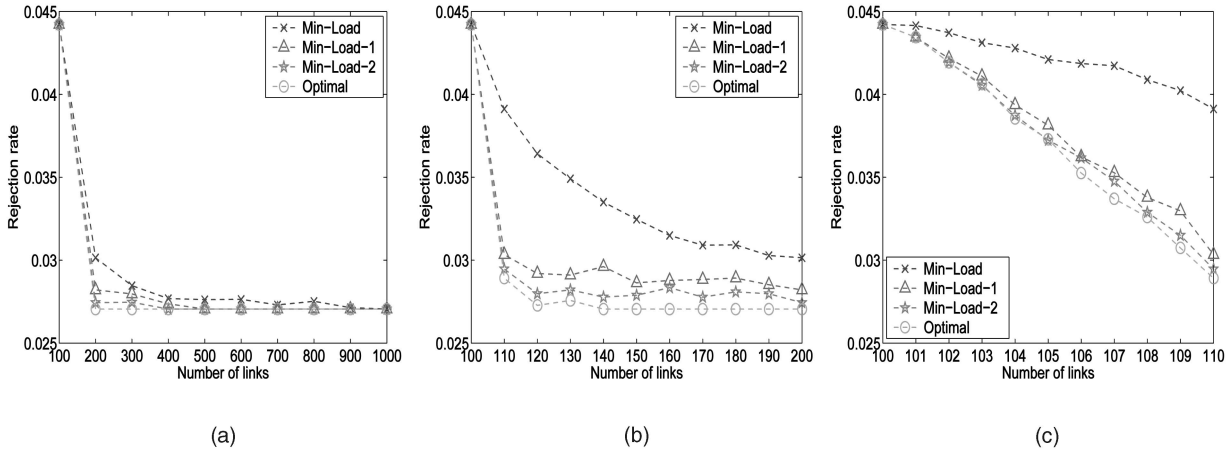 0.045
0.04
0.035
0.03
0.025
Rejection rate
Min-Load
Min-Load-1
Min-Load-2
Optimal
100 200 300 400 500 600 700 800 900 1000
Number of links
(a)
0.045
0.04
0.035
0.03
0.025
Rejection rate
Min-Load
Min-Load-1
Min-Load-2
Optimal
100 110 120 130 140 150 160 170 180 190 200
Number of links
(b)
0.045
0.04
0.035
0.03
0.025
Rejection rate
Min-Load
Min-Load-1
Min-Load-2
Optimal
100 101 102 103 104 105 106 107 108 109 110
Number of links
(c)